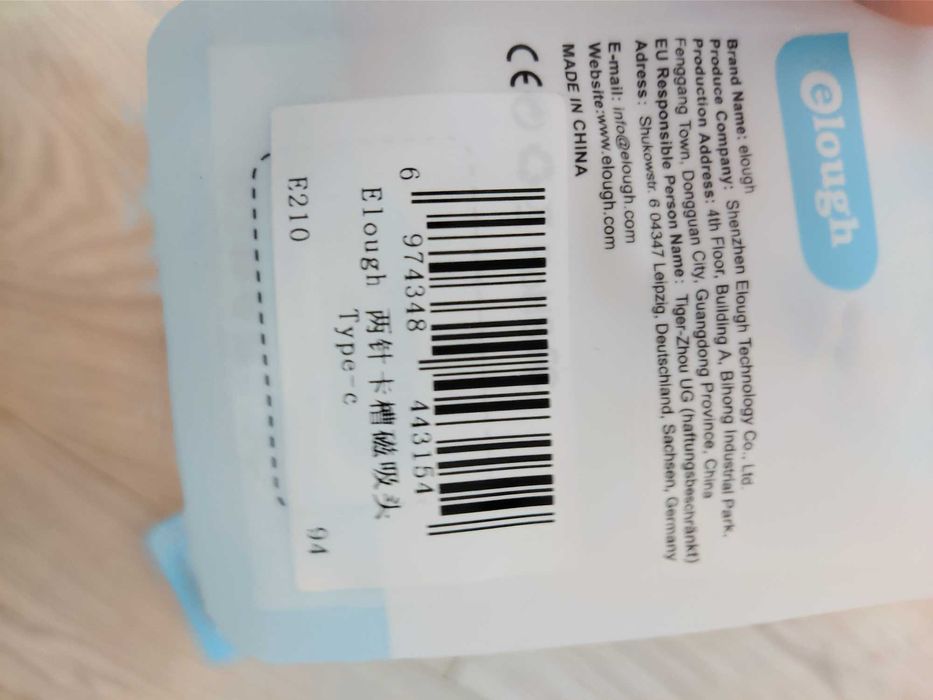 elough
Brand Name: elough
Produce Company: Shenzhen Elough Technology Co., Ltd.
Production Address: 4th Floor, Building A, Bihong Industrial Park,
Fenggang Town, Dongguan City, Guangdong Province, China
EU Responsible Person Name: Tiger-Zhou UG (haftungsbeschränkt)
Adress: Shukowstr. 6 04347 Leipzig, Deutschland, Sachsen, Germany
E-mail: info@elough.com
Website:www.elough.com
MADE IN CHINA
CE
6 974348 443154
Elough 两针卡槽磁吸头
Type-c
E210 94